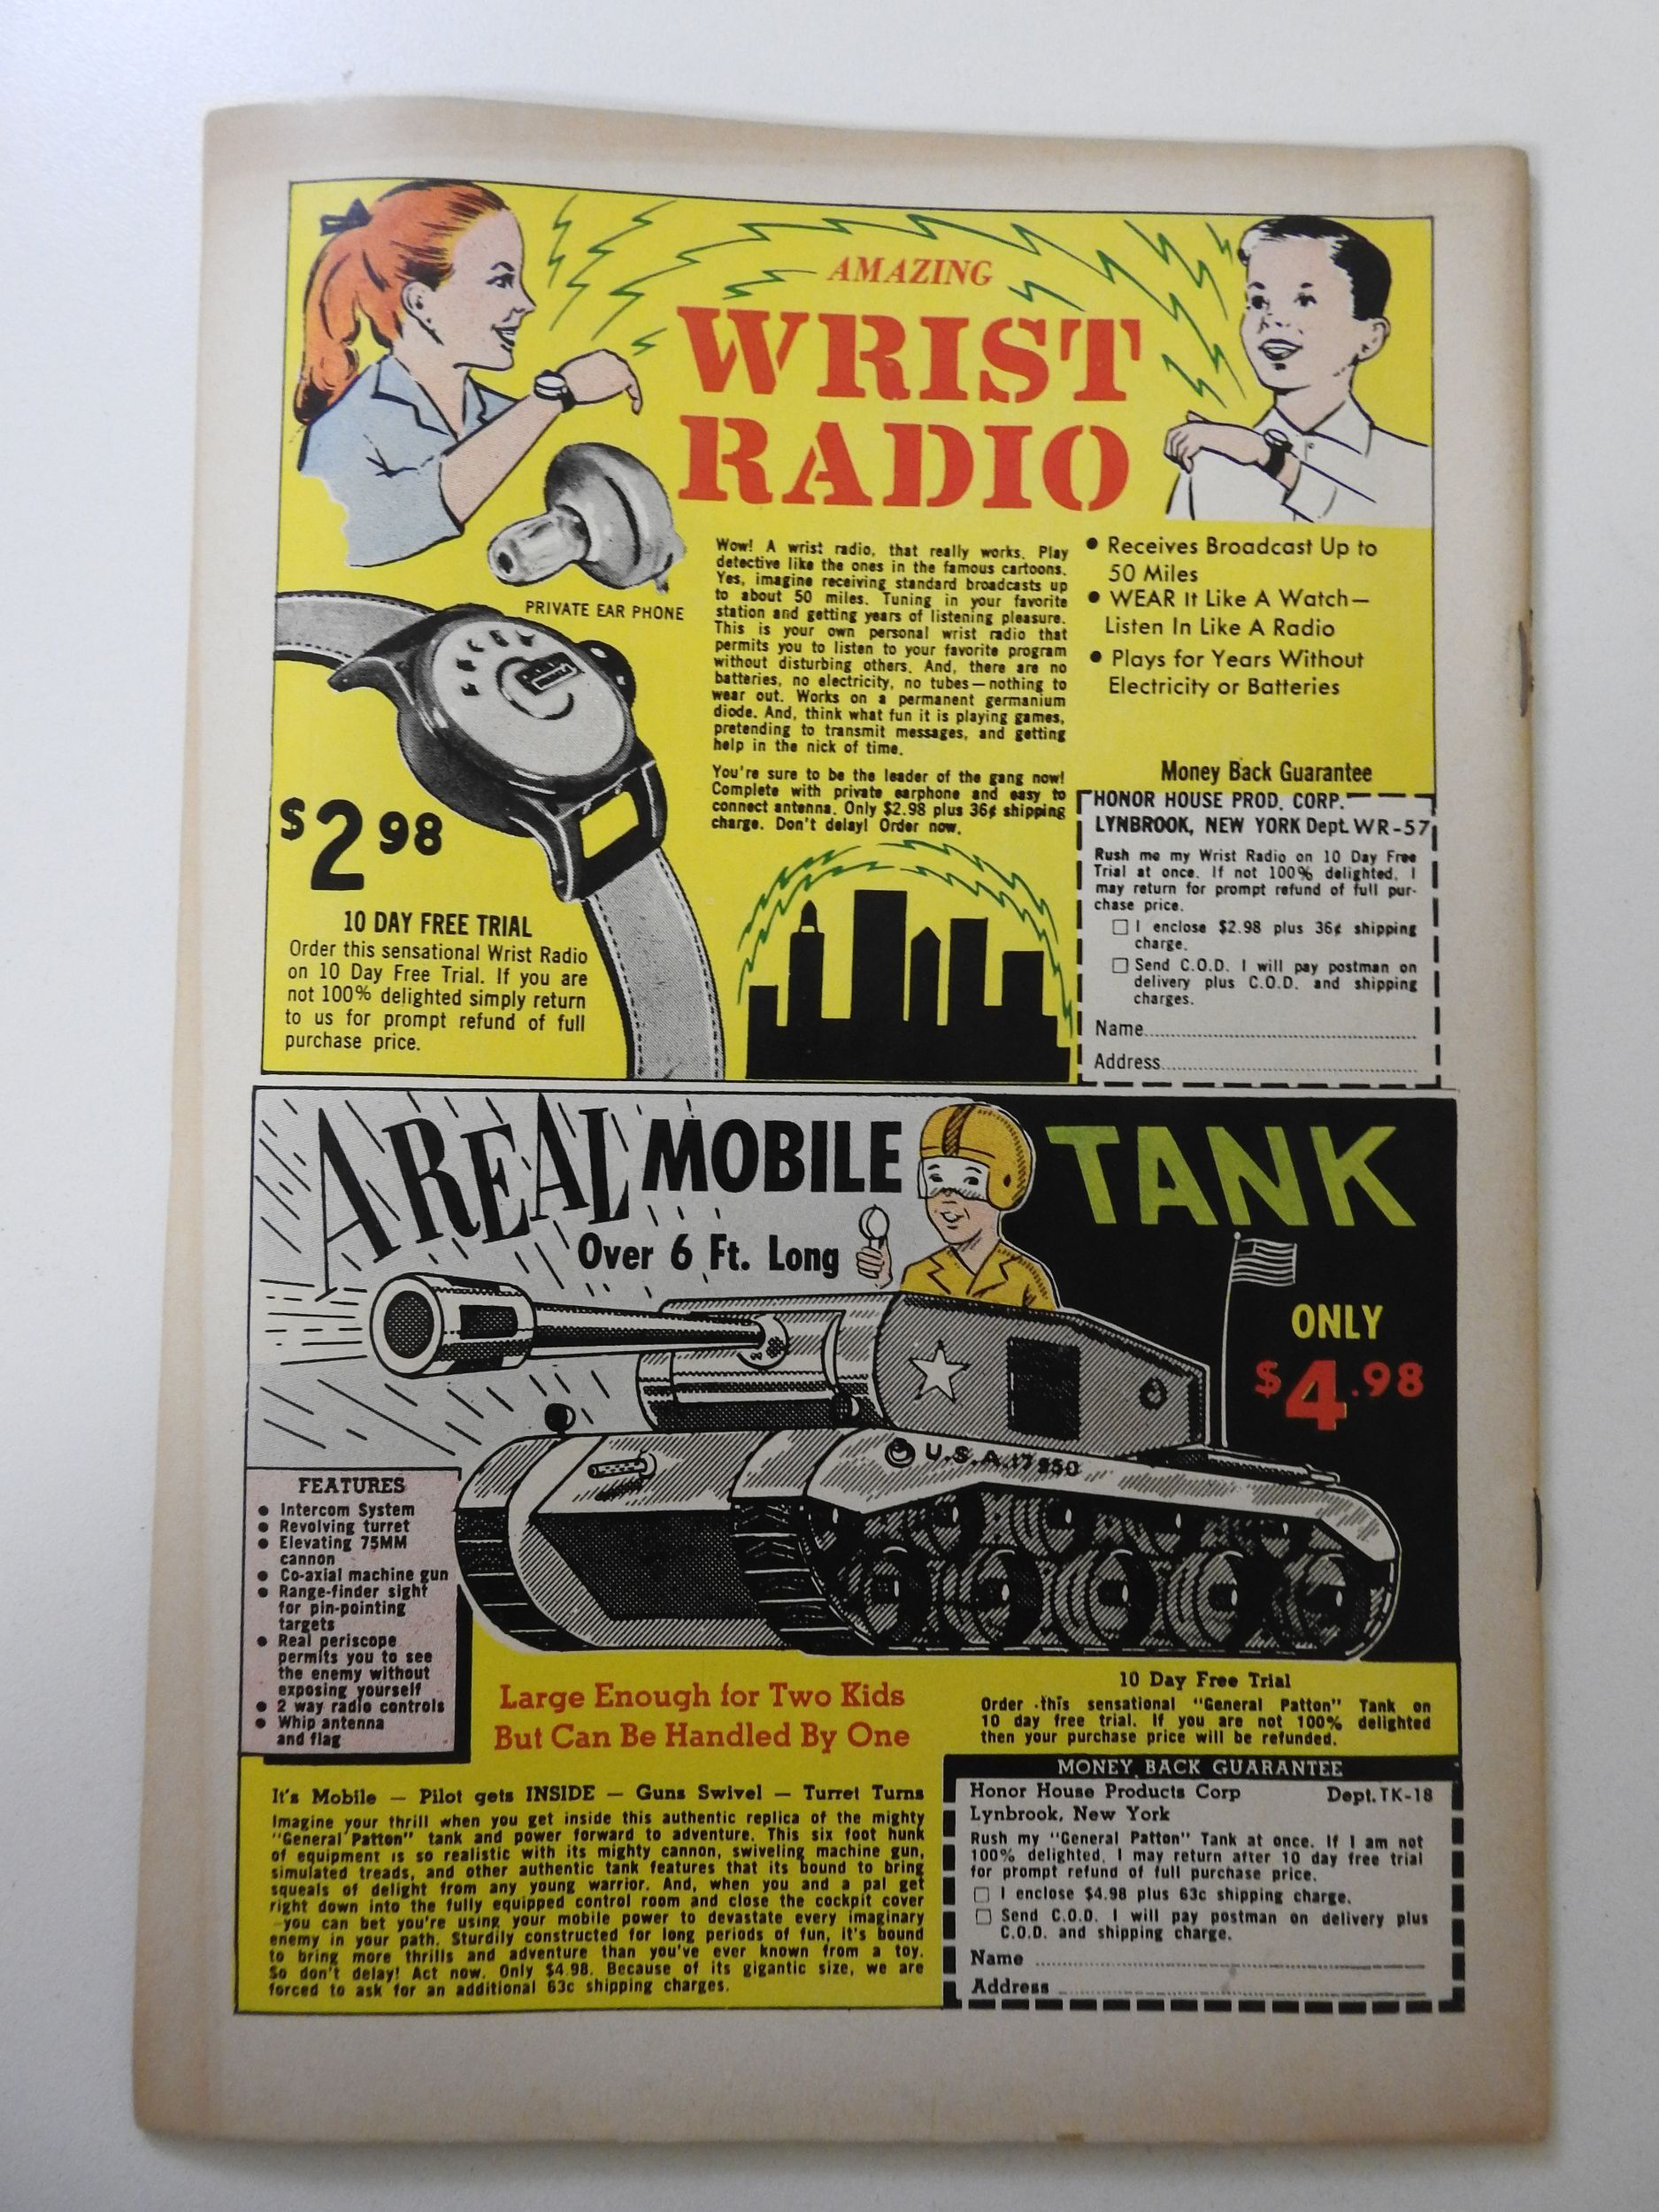 AMAZING
WRIST
RADIO
PRIVATE EAR PHONE
Wow! A wrist radio, that really works. Play
detective like the ones in the famous cartoons.
Yes, imagine receiving standard broadcasts up
to about 50 miles. Tuning in your favorite
station and getting years of listening pleasure.
This is your own personal wrist radio that
permits you to listen to your favorite program
without disturbing others. And, there are no
batteries, no electricity, no tubes—nothing to
wear out. Works on a permanent germanium
diode. And, think what fun it is playing games,
pretending to transmit messages, and getting
help in the nick of time.
You're sure to be the leader of the gang now!
Complete with private earphone and easy to
connect antenna. Only $2.98 plus 36¢ shipping
charge. Don't delay! Order now.
• Receives Broadcast Up to
50 Miles
• WEAR It Like A Watch—
Listen In Like A Radio
• Plays for Years Without
Electricity or Batteries
$2.98
10 DAY FREE TRIAL
Order this sensational Wrist Radio
on 10 Day Free Trial. If you are
not 100% delighted simply return
to us for prompt refund of full
purchase price.
Money Back Guarantee
HONOR HOUSE PROD. CORP.
LYNBROOK, NEW YORK Dept. WR-57
Rush me my Wrist Radio on 10 Day Free
Trial at once. If not 100% delighted, I
may return for prompt refund of full pur-
chase price.
☐ I enclose $2.98 plus 36¢ shipping
charge.
☐ Send C.O.D. I will pay postman on
delivery plus C.O.D. and shipping
charges.
Name
Address
A REAL MOBILE TANK
Over 6 Ft. Long
ONLY
$4.98
U.S.A. 17950
FEATURES
• Intercom System
• Revolving turret
• Elevating 75MM
cannon
• Co-axial machine gun
• Range-finder sight
for pin-pointing
targets
• Real periscope
permits you to see
the enemy without
exposing yourself
• 2 way radio controls
• Whip antenna
and flag
Large Enough for Two Kids
But Can Be Handled By One
10 Day Free Trial
Order this sensational "General Patton" Tank on
10 day free trial. If you are not 100% delighted
then your purchase price will be refunded.
It's Mobile — Pilot gets INSIDE — Guns Swivel — Turret Turns
Imagine your thrill when you get inside this authentic replica of the mighty
"General Patton" tank and power forward to adventure. This six foot hunk
of equipment is so realistic with its mighty cannon, swiveling machine gun,
simulated treads, and other authentic tank features that its bound to bring
squeals of delight from any young warrior. And, when you and a pal get
right down into the fully equipped control room and close the cockpit cover
—you can bet you're using your mobile power to devastate every imaginary
enemy in your path. Sturdily constructed for long periods of fun, it's bound
to bring more thrills and adventure than you've ever known from a toy.
So don't delay! Act now. Only $4.98. Because of its gigantic size, we are
forced to ask for an additional 63c shipping charges.
MONEY BACK GUARANTEE
Honor House Products Corp Dept. TK-18
Lynbrook, New York
Rush my "General Patton" Tank at once. If I am not
100% delighted, I may return after 10 day free trial
for prompt refund of full purchase price.
☐ I enclose $4.98 plus 63c shipping charge.
☐ Send C.O.D. I will pay postman on delivery plus
C.O.D. and shipping charge.
Name
Address